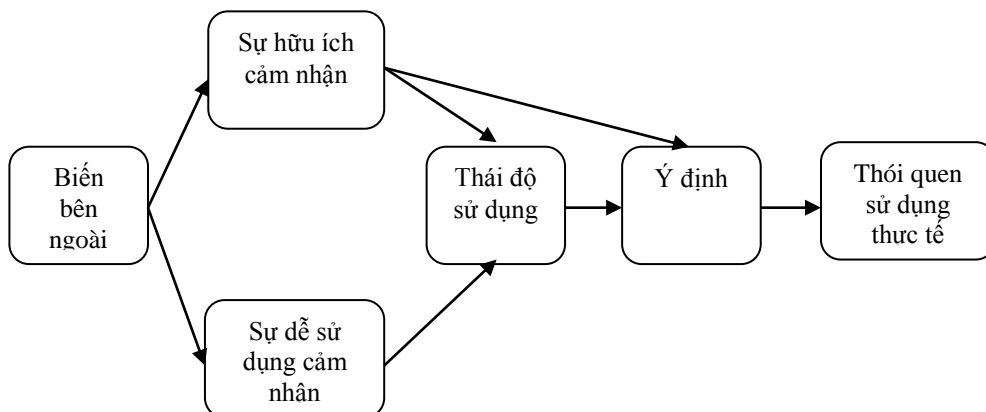 Sự hữu ích
cảm nhận
Biến
bên
ngoài
Thái độ
sử dụng
Ý định
Thói quen
sử dụng
thực tế
Sự dễ sử
dụng cảm
nhận